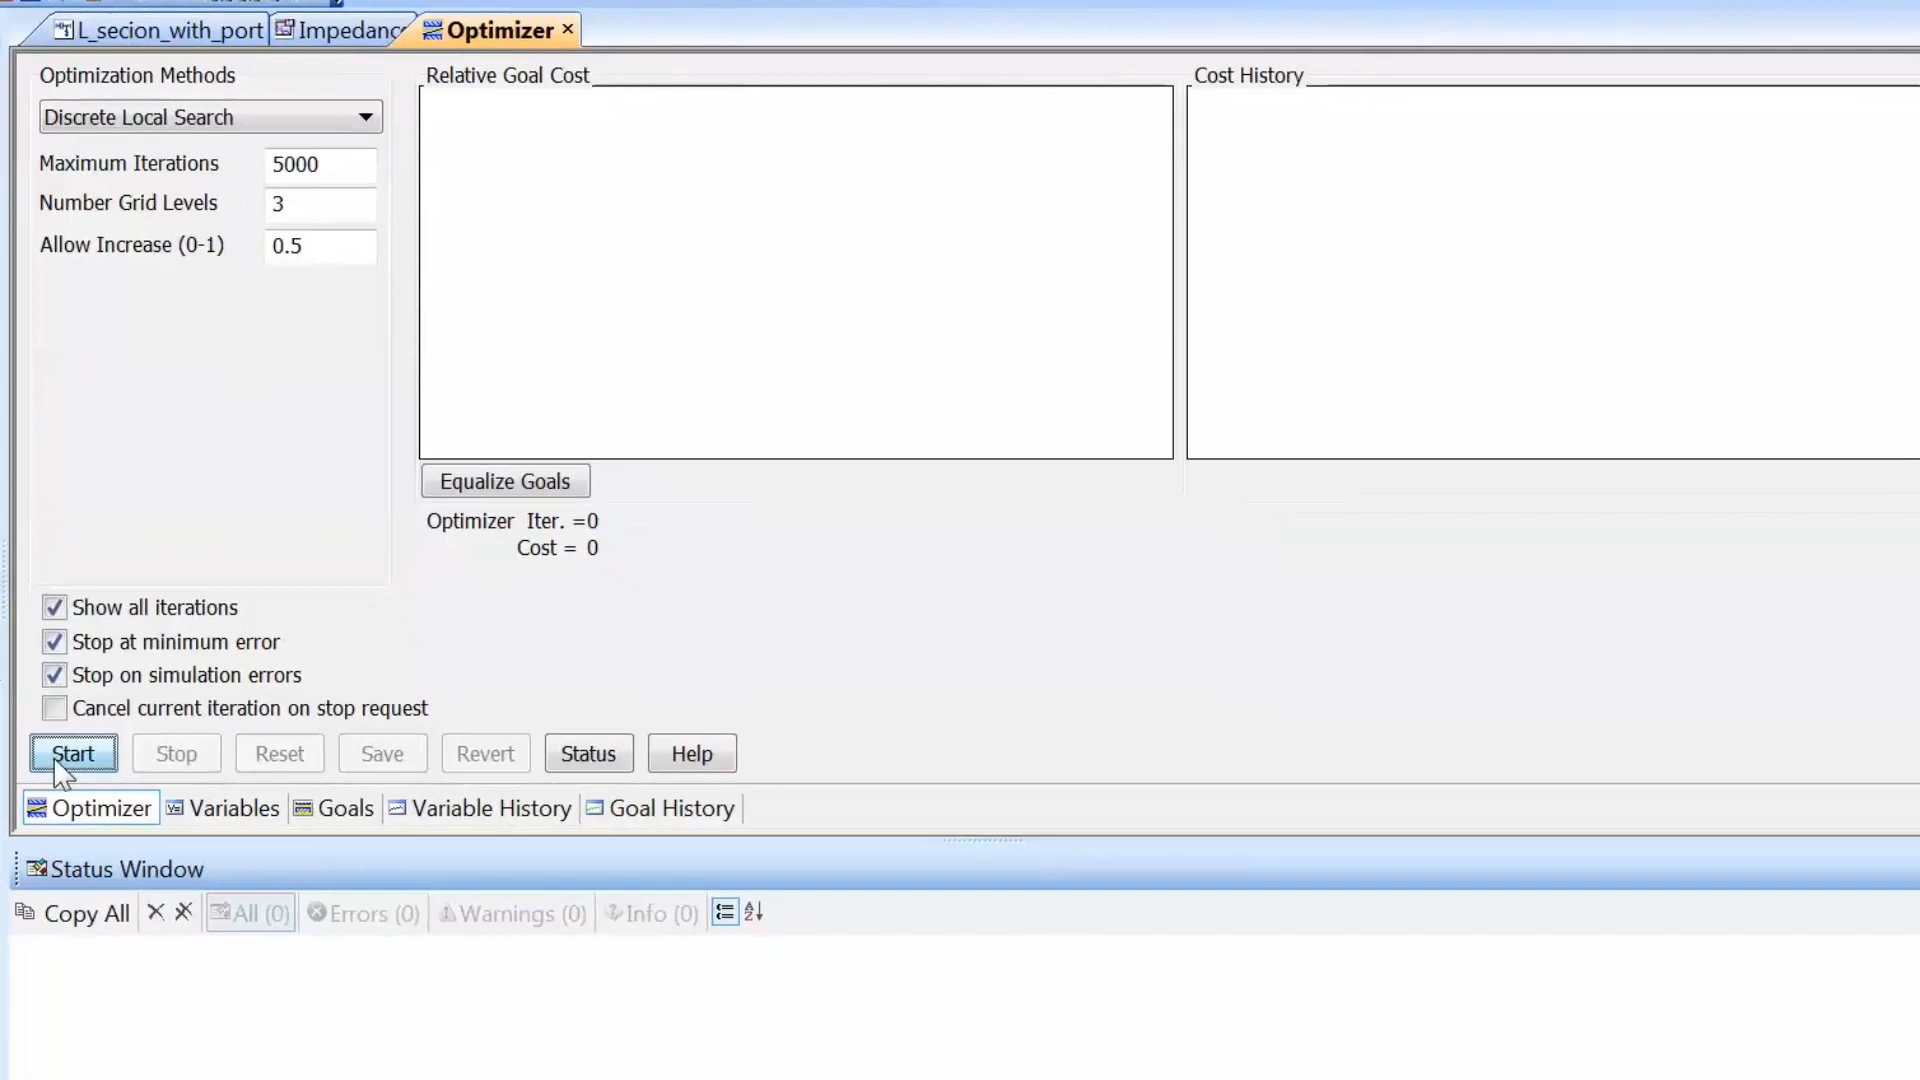 L_secion_with_port
Impedanc
Optimizer
Optimization Methods
Relative Goal Cost
Cost History
Discrete Local Search
Maximum Iterations 5000
Number Grid Levels 3
Allow Increase (0-1) 0.5
Equalize Goals
Optimizer Iter. =0
Cost = 0
Show all iterations
Stop at minimum error
Stop on simulation errors
Cancel current iteration on stop request
Start Stop Reset Save Revert Status Help
Optimizer Variables Goals Variable History Goal History
Status Window
Copy All All (0) Errors (0) Warnings (0) Info (0)